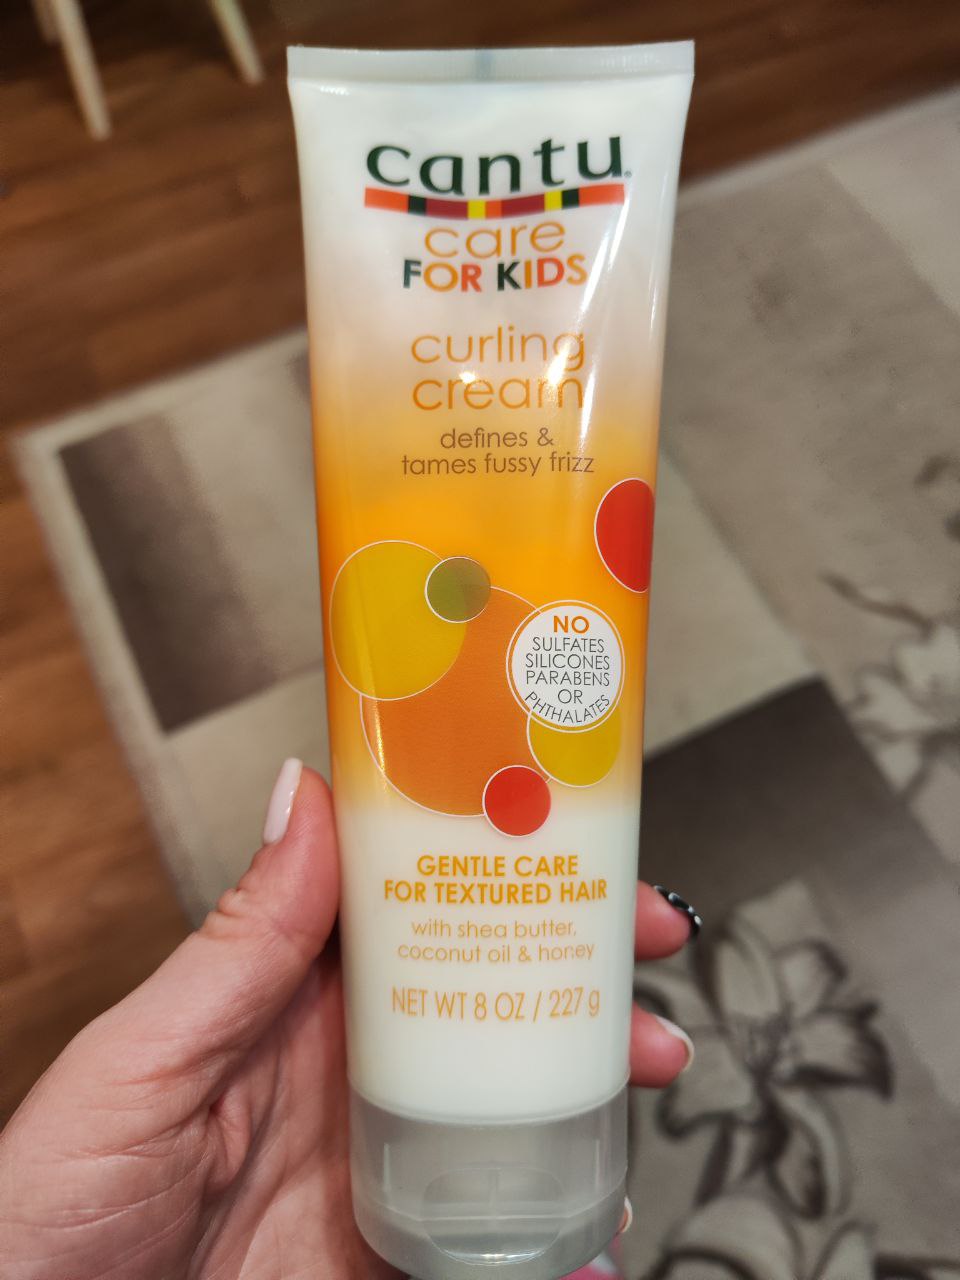 cantu®
care
FOR KIDS
curling
cream
defines &
tames fussy frizz
NO
SULFATES
SILICONES
PARABENS
OR
PHTHALATES
GENTLE CARE
FOR TEXTURED HAIR
with shea butter,
coconut oil & honey
NET WT 8 OZ / 227 g